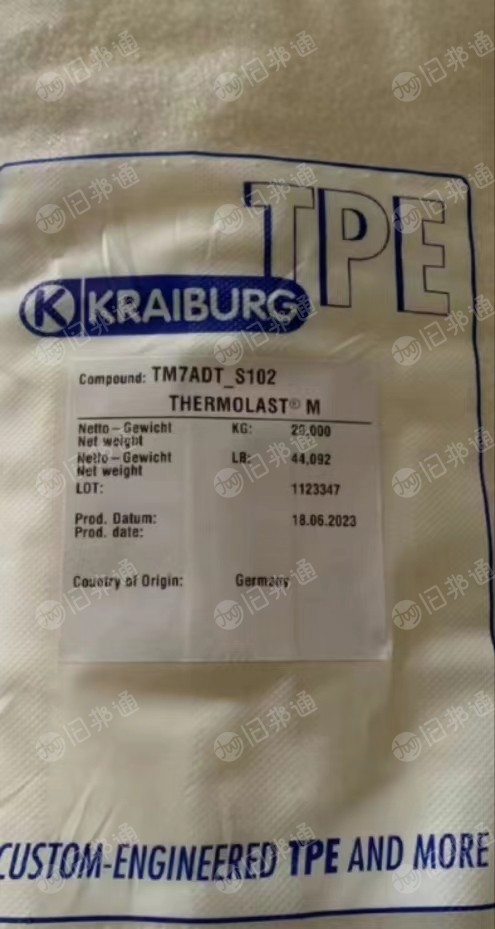 TPE
K KRAIBURG
Compound: TM7ADT_S102
THERMOLAST® M
Netto-Gewicht KG: 20,000
Net weight
Netto-Gewicht LB: 44,092
Net weight
LOT: 1123347
Prod. Datum: 18.06.2023
Prod. date:
Country of Origin: Germany
CUSTOM-ENGINEERED TPE AND MORE
旧邦通